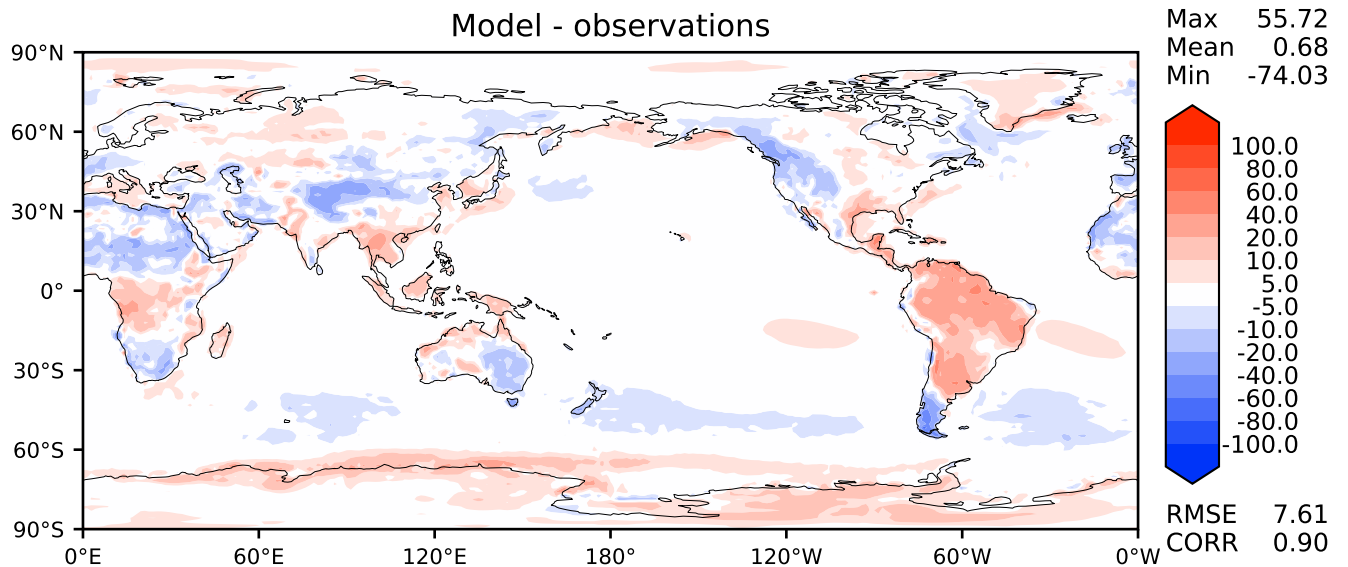 Model - observations
Max 55.72
Mean 0.68
Min -74.03
90°N
60°N
30°N
0°
30°S
60°S
90°S
0°E 60°E 120°E 180° 120°W 60°W 0°W
100.0
80.0
60.0
40.0
20.0
10.0
5.0
-5.0
-10.0
-20.0
-40.0
-60.0
-80.0
-100.0
RMSE 7.61
CORR 0.90